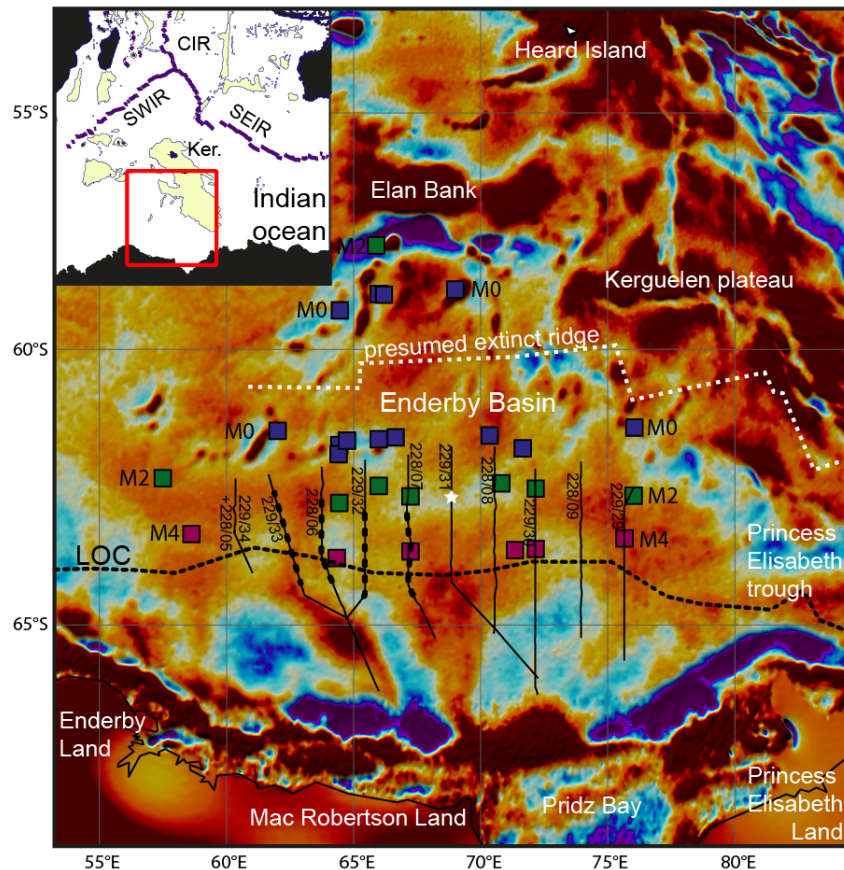 CIR
SWIR
SEIR
Ker.
Indian
ocean
Heard Island
55°S
Elan Bank
M2
Kerguelen plateau
M0
M0
60°S
presumed extinct ridge
Enderby Basin
M0
M0
M2
M2
M4
M4
+228/05
229/34
229/33
228/06
229/32
228/07
229/31
228/08
229/30
228/09
229/29
LOC
Princess
Elisabeth
trough
65°S
Enderby
Land
Mac Robertson Land
Pridz Bay
Princess
Elisabeth
Land
55°E
60°E
65°E
70°E
75°E
80°E